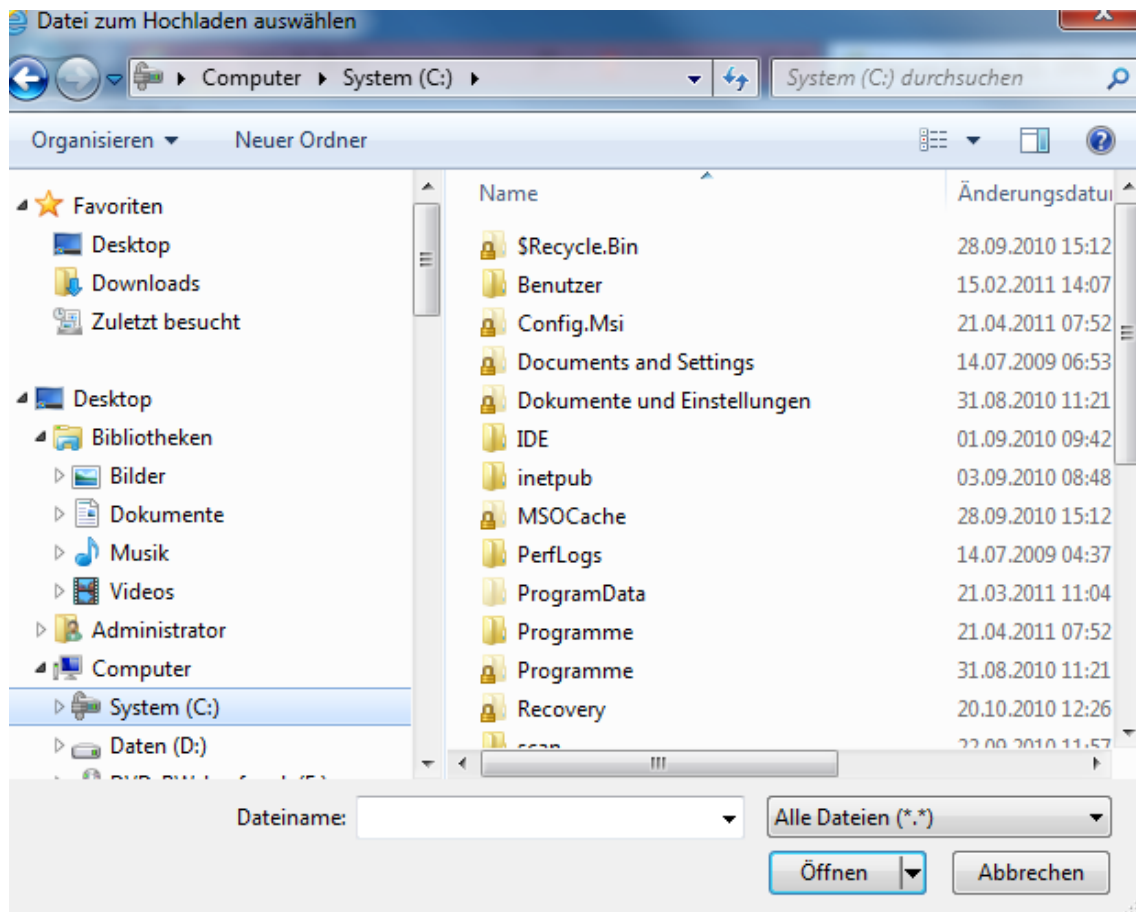 Datei zum Hochladen auswählen
Computer System (C:)
System (C:) durchsuchen
Organisieren Neuer Ordner
Favoriten
Desktop
Downloads
Zuletzt besucht
Desktop
Bibliotheken
Bilder
Dokumente
Musik
Videos
Administrator
Computer
System (C:)
Daten (D:)
Name Änderungsdatu
$Recycle.Bin 28.09.2010 15:12
Benutzer 15.02.2011 14:07
Config.Msi 21.04.2011 07:52
Documents and Settings 14.07.2009 06:53
Dokumente und Einstellungen 31.08.2010 11:21
IDE 01.09.2010 09:42
inetpub 03.09.2010 08:48
MSOCache 28.09.2010 15:12
PerfLogs 14.07.2009 04:37
ProgramData 21.03.2011 11:04
Programme 21.04.2011 07:52
Programme 31.08.2010 11:21
Recovery 20.10.2010 12:26
scan 22.09.2010 11:57
Dateiname:
Alle Dateien (*.*)
Öffnen Abbrechen